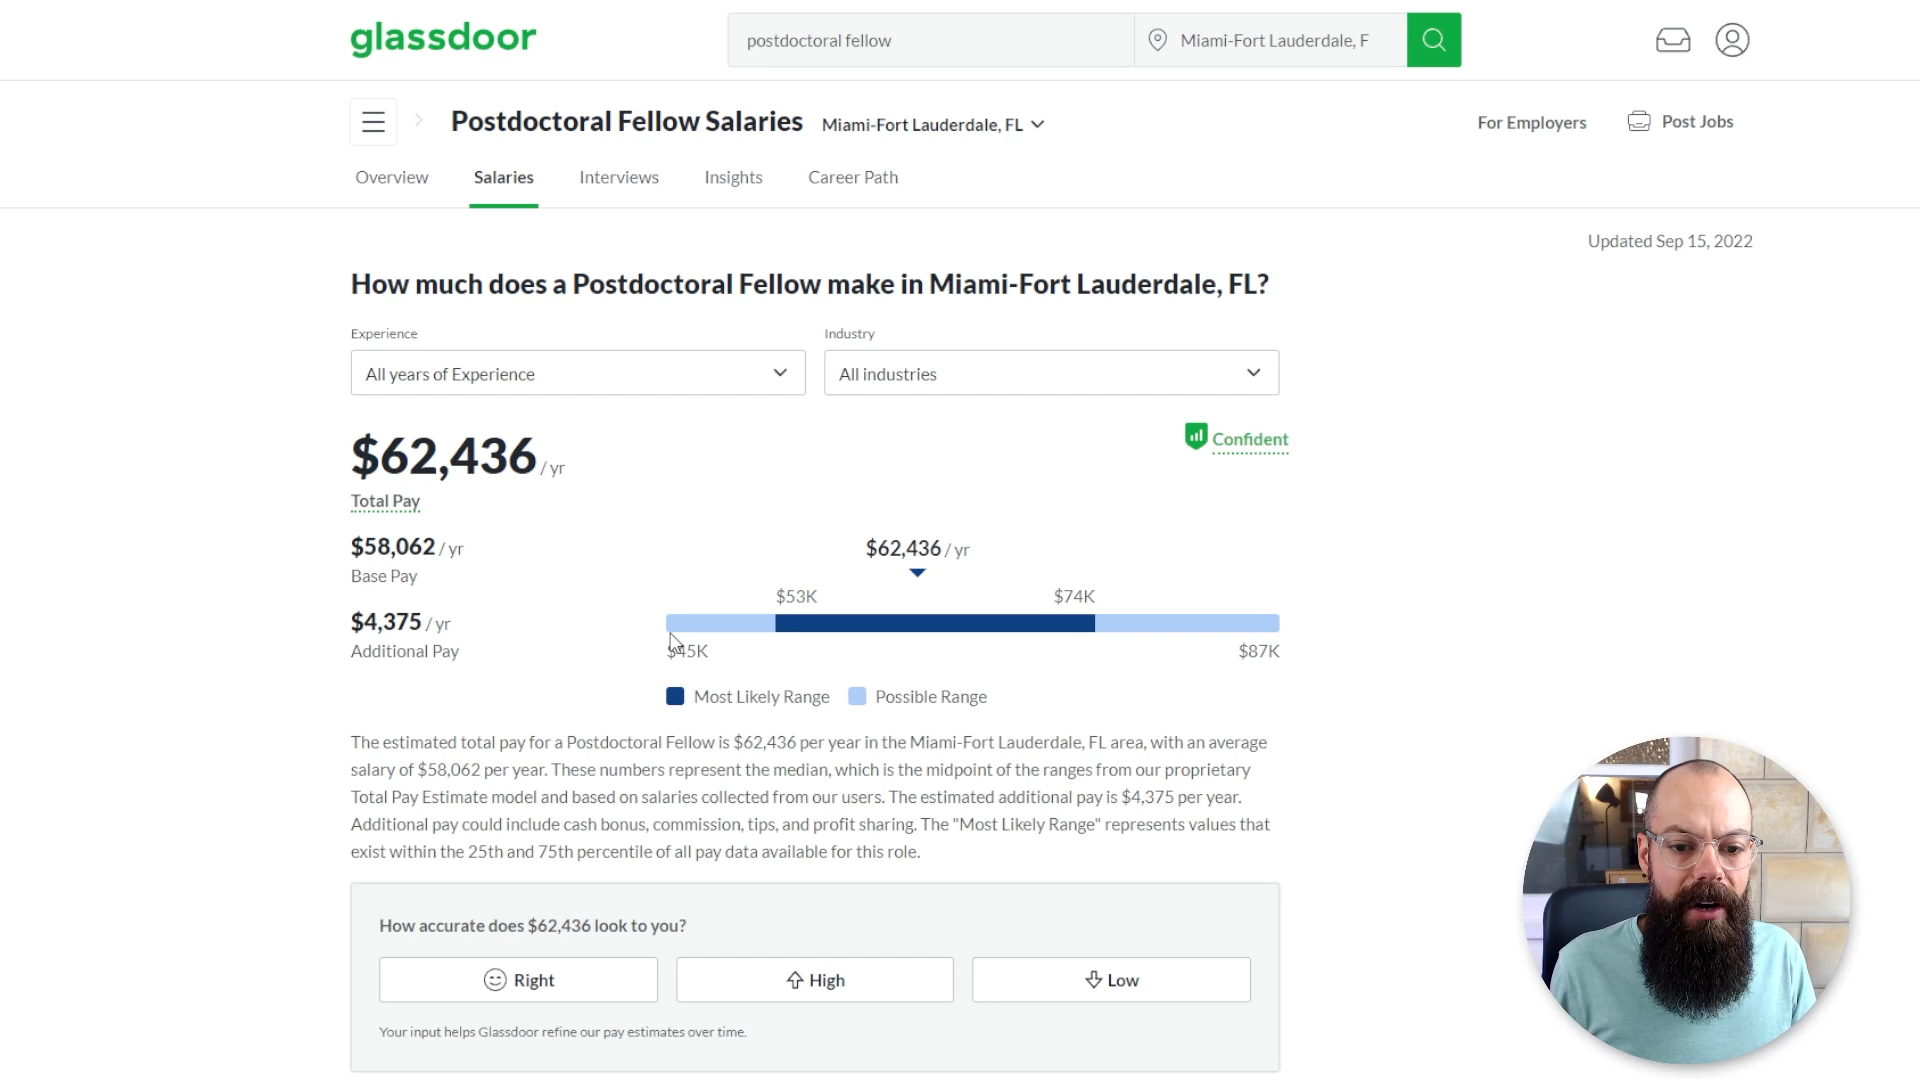 glassdoor
postdoctoral fellow
Miami-Fort Lauderdale, F
Postdoctoral Fellow Salaries
Miami-Fort Lauderdale, FL
For Employers
Post Jobs
Overview
Salaries
Interviews
Insights
Career Path
Updated Sep 15, 2022
How much does a Postdoctoral Fellow make in Miami-Fort Lauderdale, FL?
Experience
Industry
All years of Experience
All industries
$62,436 / yr
Confident
Total Pay
$58,062 / yr
Base Pay
$62,436 / yr
$53K
$74K
$4,375 / yr
Additional Pay
$45K
$87K
Most Likely Range
Possible Range
The estimated total pay for a Postdoctoral Fellow is $62,436 per year in the Miami-Fort Lauderdale, FL area, with an average
salary of $58,062 per year. These numbers represent the median, which is the midpoint of the ranges from our proprietary
Total Pay Estimate model and based on salaries collected from our users. The estimated additional pay is $4,375 per year.
Additional pay could include cash bonus, commission, tips, and profit sharing. The "Most Likely Range" represents values that
exist within the 25th and 75th percentile of all pay data available for this role.
How accurate does $62,436 look to you?
Right
High
Low
Your input helps Glassdoor refine our pay estimates over time.